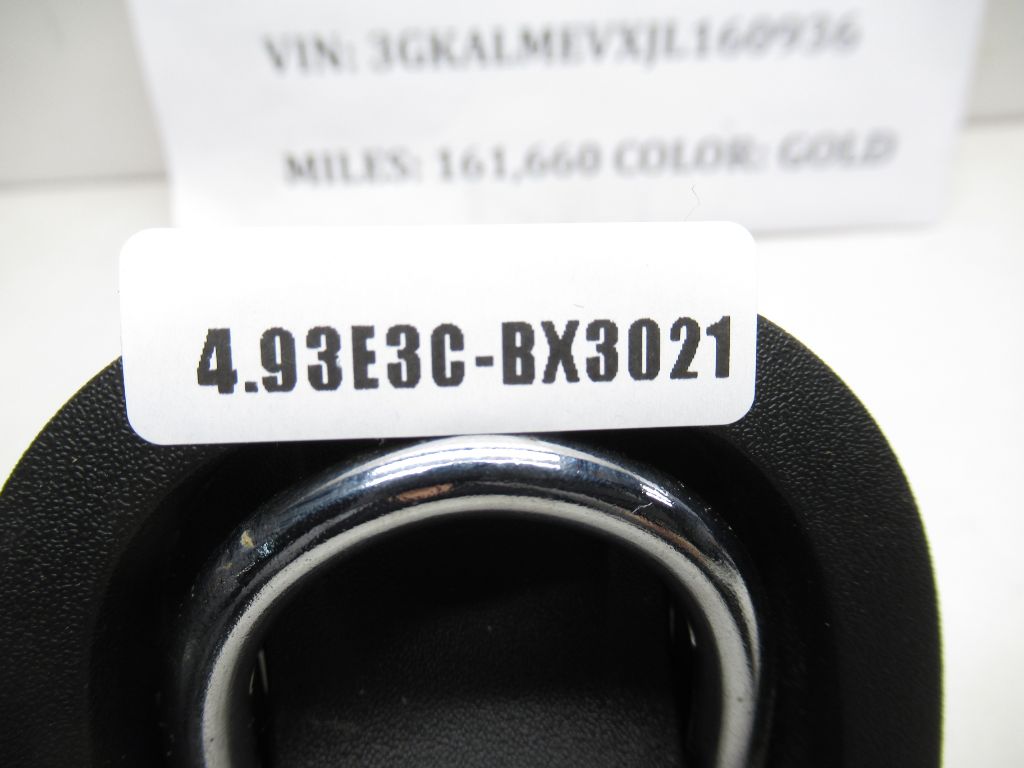 VIN: 3GKALMEVXJL160936
MILES: 161,660 COLOR: GOLD
4.93E3C-BX3021